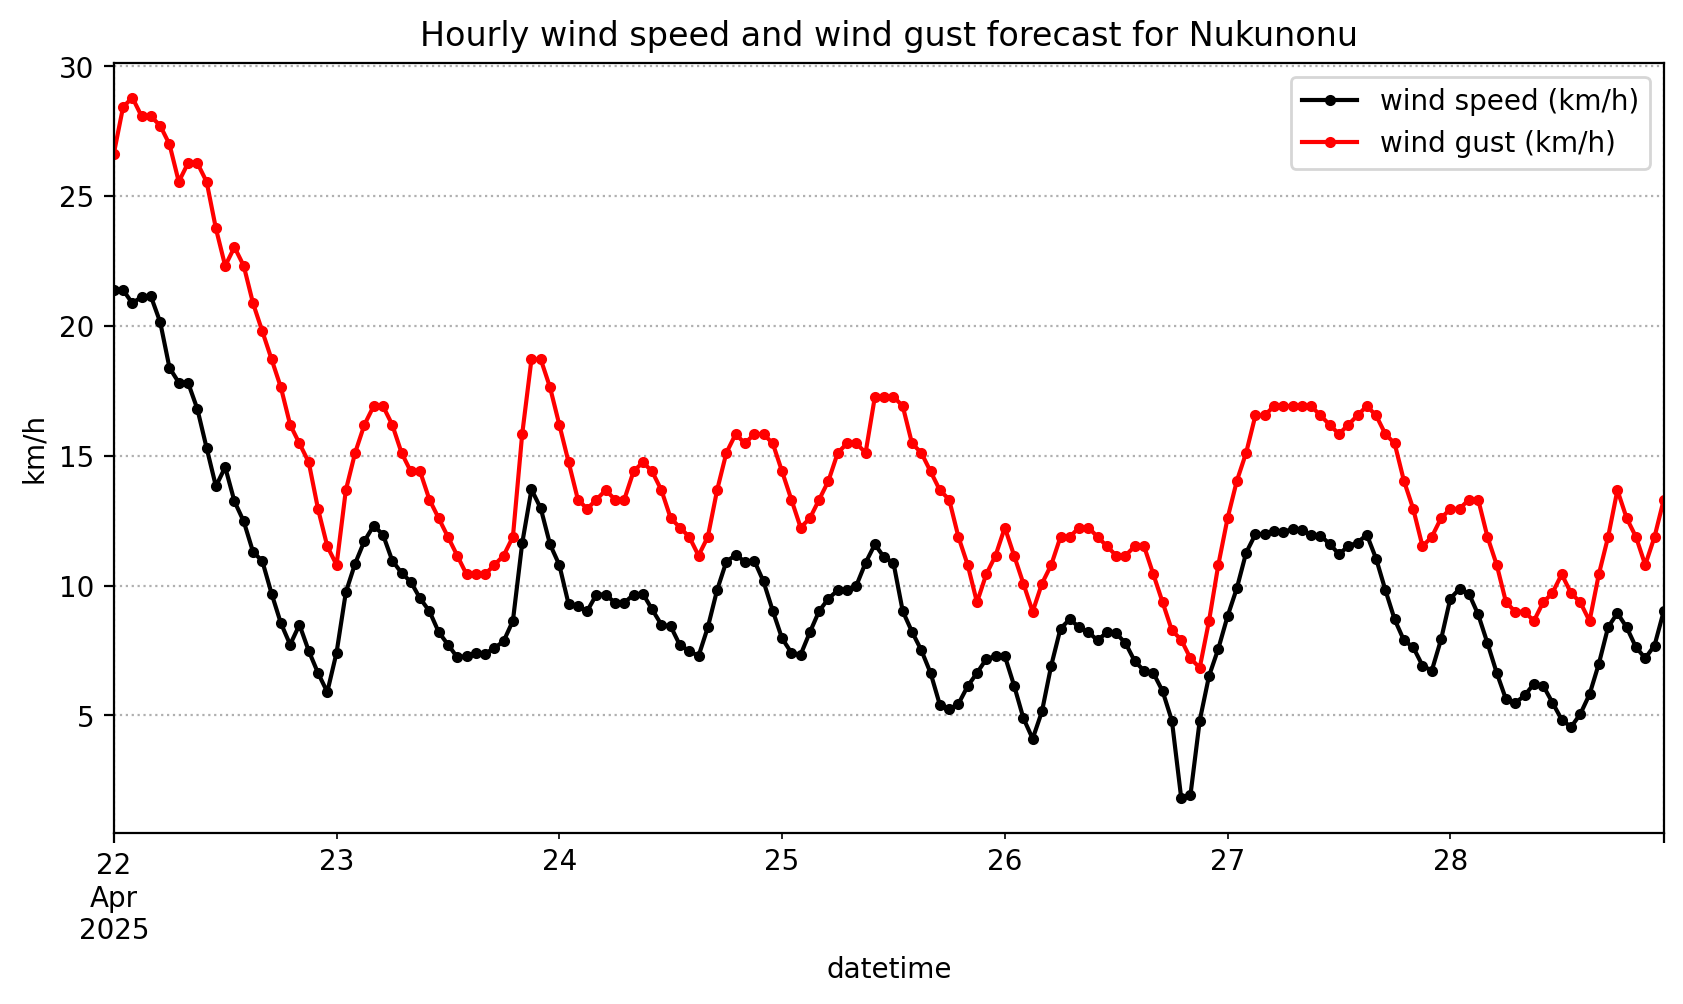 Hourly wind speed and wind gust forecast for Nukunonu
wind speed (km/h)
wind gust (km/h)
km/h
30
25
20
15
10
5
22
Apr
2025
23
24
25
26
27
28
datetime